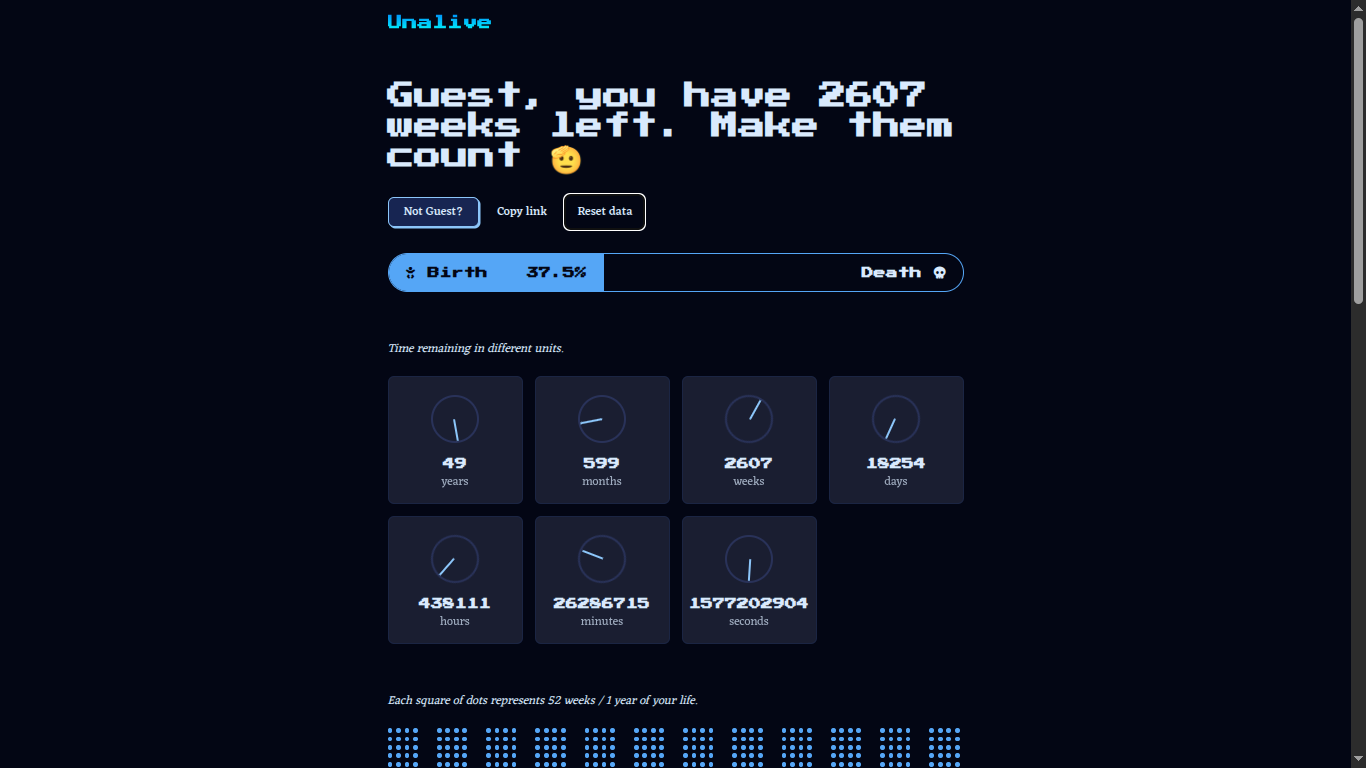 Unalive
Guest, you have 2607
weeks left. Make them
count 🫡
Not Guest? Copy link Reset data
Birth 37.5% Death
Time remaining in different units.
49 599 2607 18254
years months weeks days
438111 26286715 1577202904
hours minutes seconds
Each square of dots represents 52 weeks / 1 year of your life.